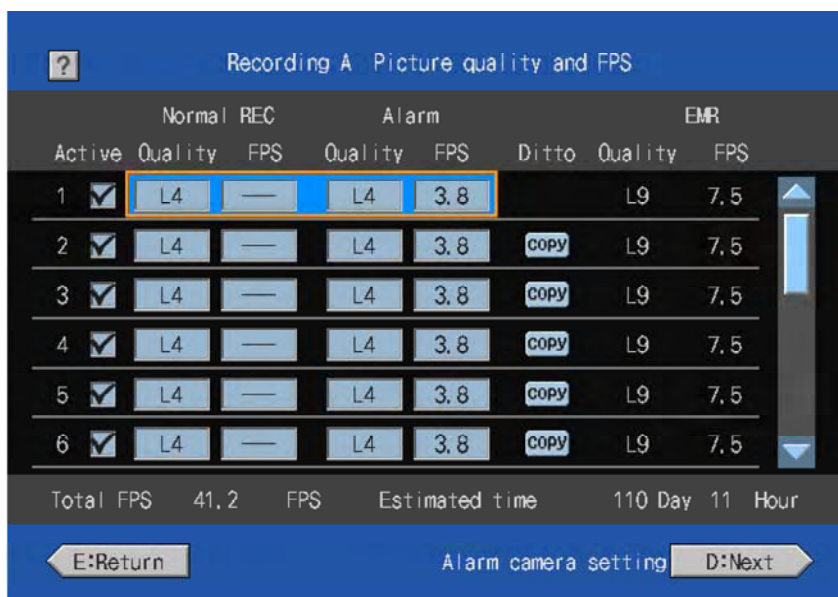 ? Recording A Picture quality and FPS
Normal REC Alarm EMR
Active Quality FPS Quality FPS Ditto Quality FPS
1 L4 — L4 3.8 L9 7.5
2 L4 — L4 3.8 COPY L9 7.5
3 L4 — L4 3.8 COPY L9 7.5
4 L4 — L4 3.8 COPY L9 7.5
5 L4 — L4 3.8 COPY L9 7.5
6 L4 — L4 3.8 COPY L9 7.5
Total FPS 41.2 FPS Estimated time 110 Day 11 Hour
E:Return Alarm camera setting D:Next